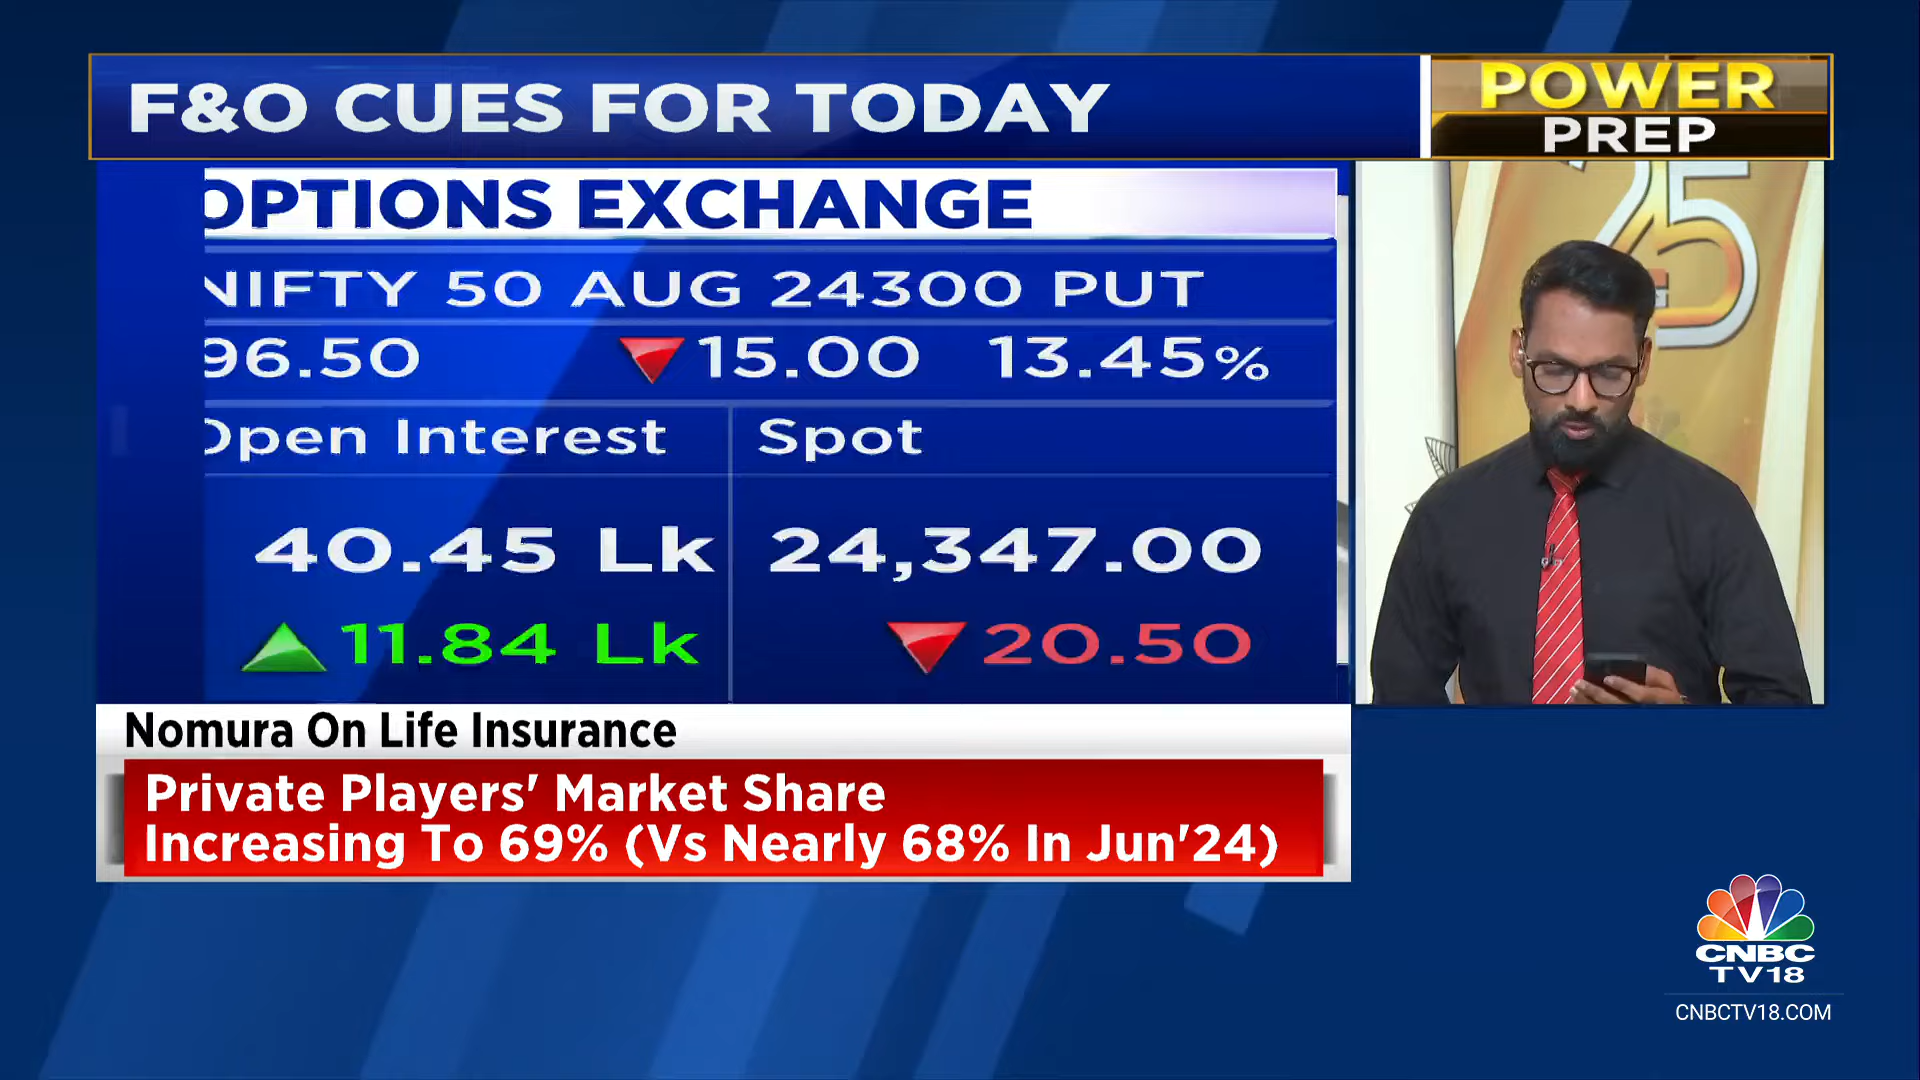 F&O CUES FOR TODAY
POWER
PREP
OPTIONS EXCHANGE
NIFTY 50 AUG 24300 PUT
96.50 15.00 13.45%
Open Interest Spot
40.45 Lk 24,347.00
11.84 Lk 20.50
25
Nomura On Life Insurance
Private Players' Market Share
Increasing To 69% (Vs Nearly 68% In Jun'24)
CNBC
TV18
CNBCTV18.COM